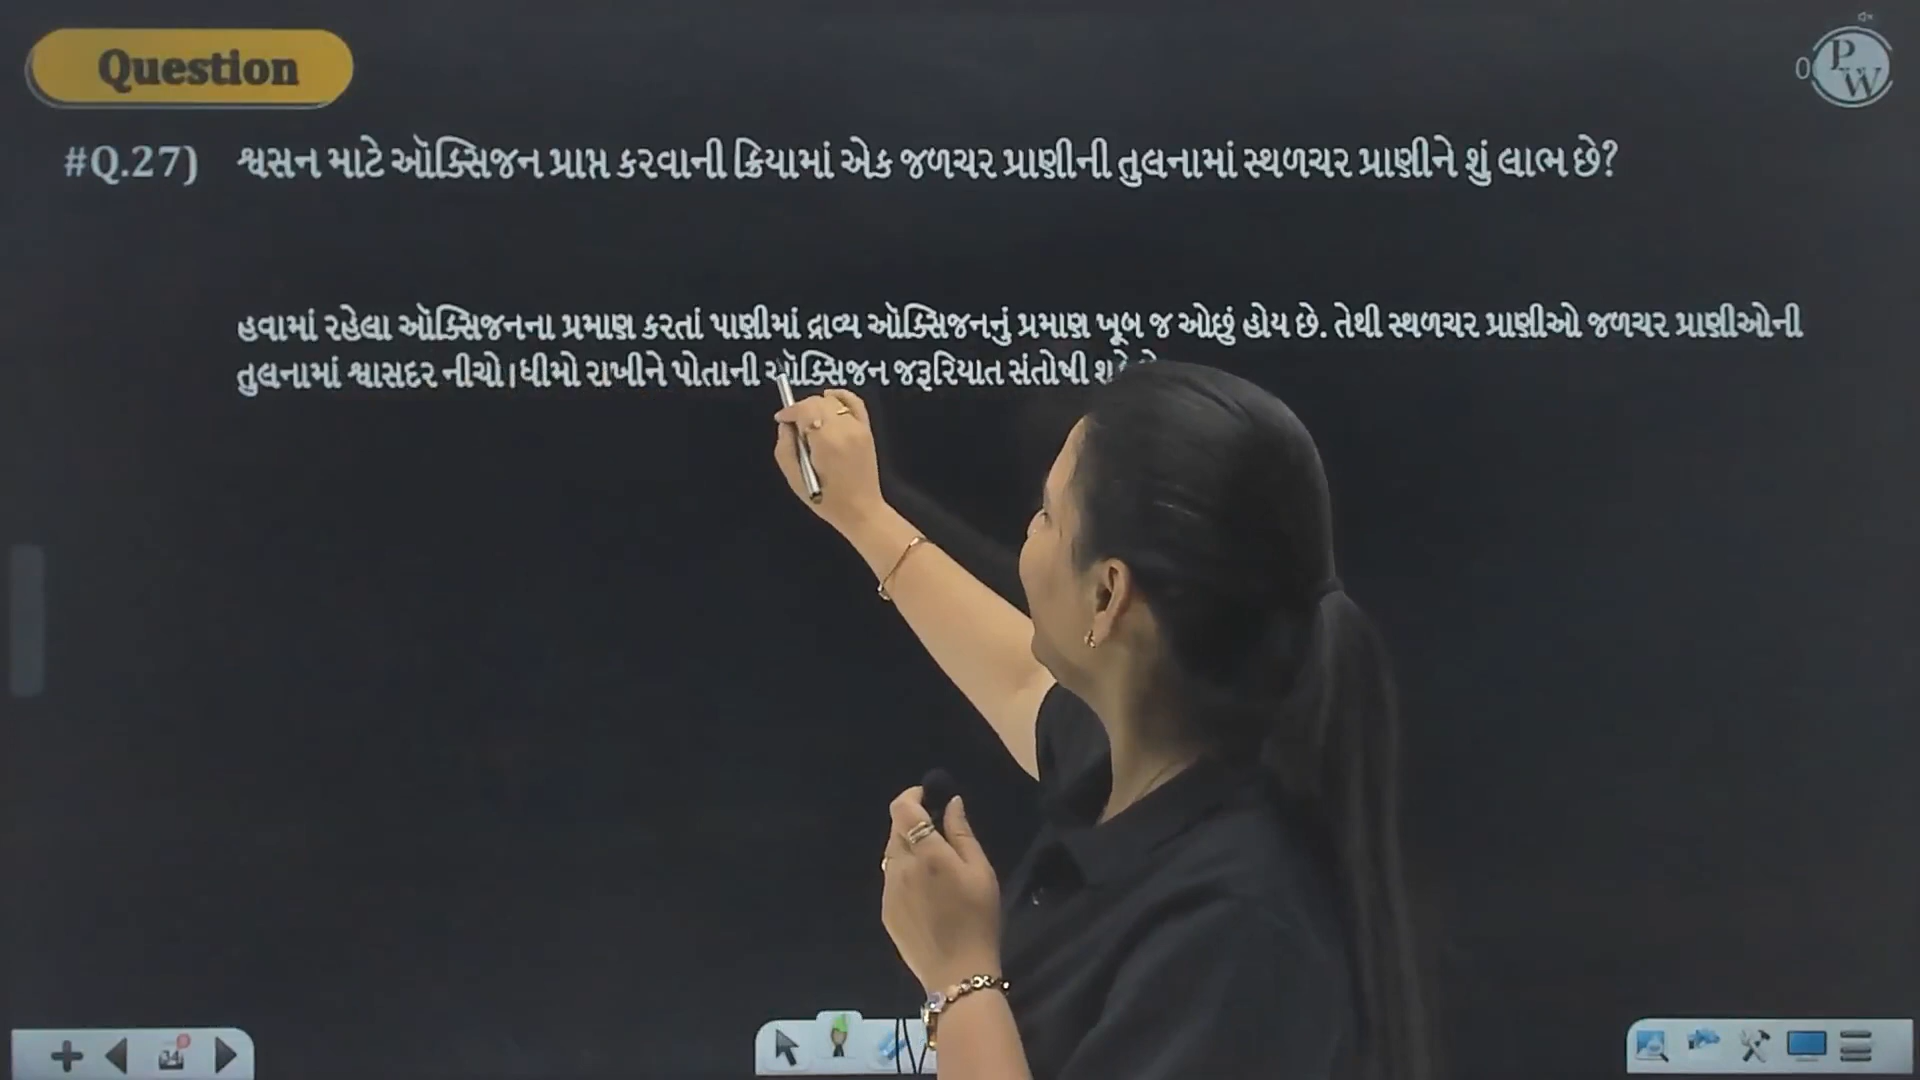 Question
PW
#Q.27) શ્વસન માટે ઑક્સિજન પ્રાપ્ત કરવાની ક્રિયામાં એક જળચર પ્રાણીની તુલનામાં સ્થળચર પ્રાણીને શું લાભ છે?
હવામાં રહેલા ઑક્સિજનના પ્રમાણ કરતાં પાણીમાં દ્રાવ્ય ઑક્સિજનનું પ્રમાણ ખૂબ જ ઓછું હોય છે. તેથી સ્થળચર પ્રાણીઓ જળચર પ્રાણીઓની
તુલનામાં શ્વાસદર નીચો।ધીમો રાખીને પોતાની ઑક્સિજન જરૂરિયાત સંતોષી
34